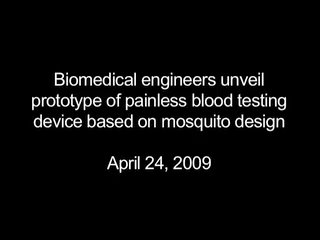 Biomedical engineers unveil
prototype of painless blood testing
device based on mosquito design
April 24, 2009